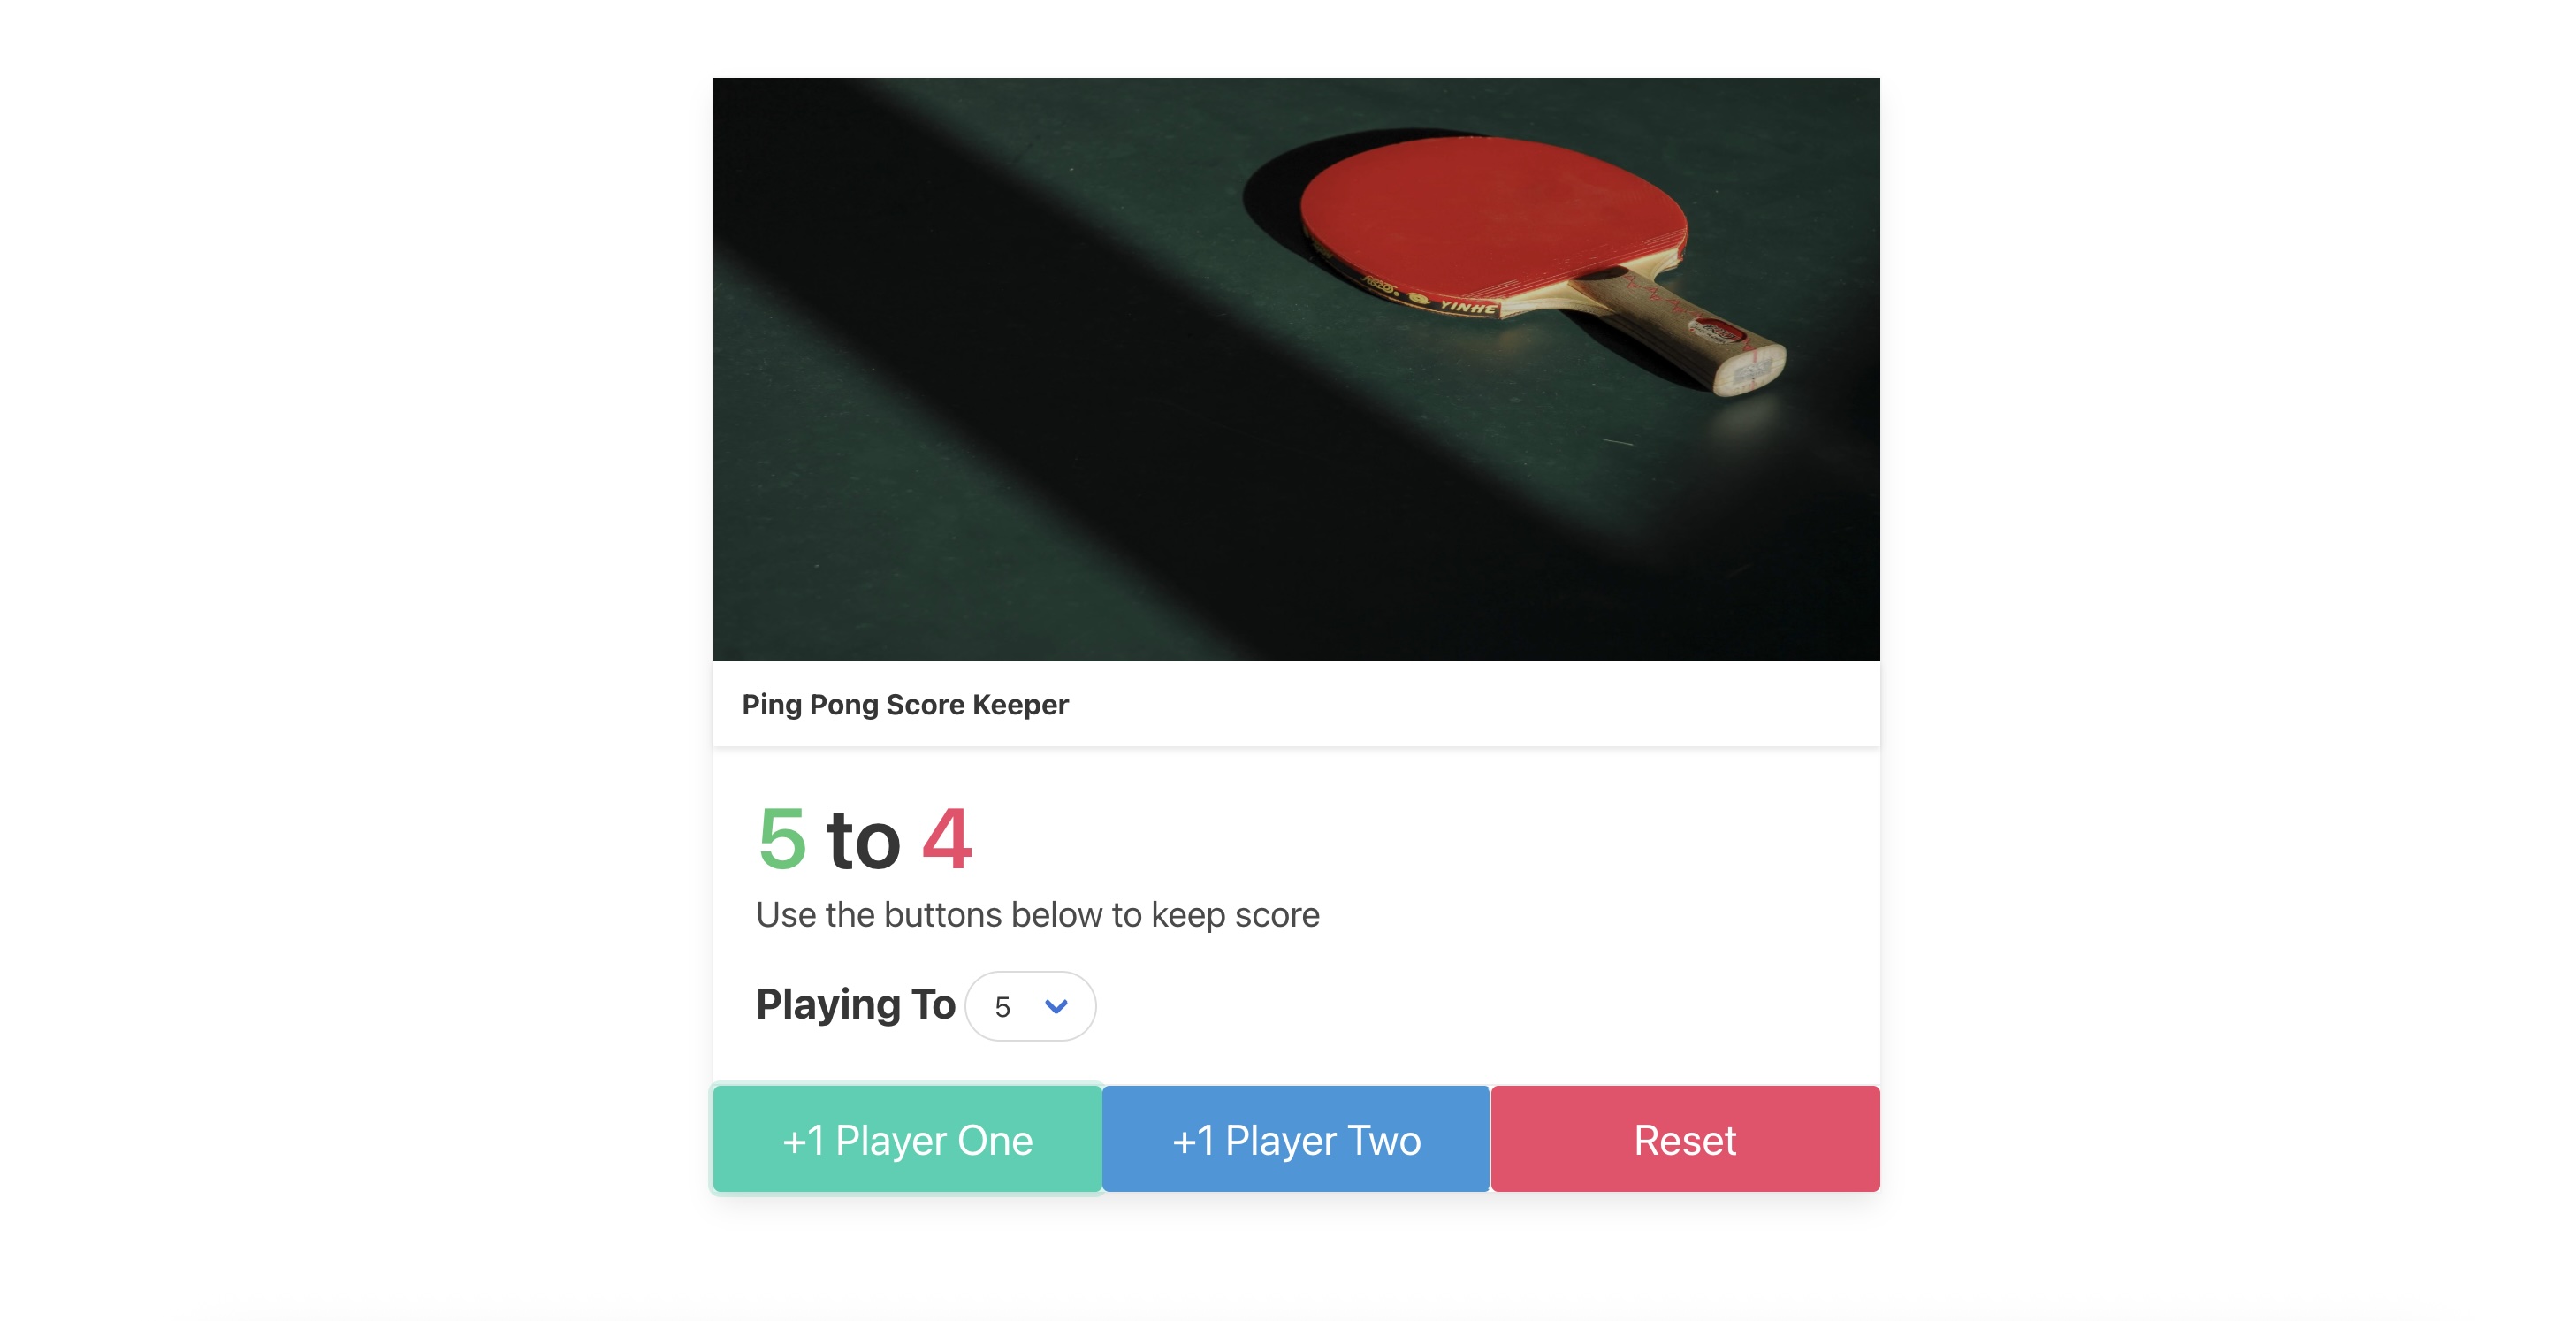 YINHE
Ping Pong Score Keeper
5 to 4
Use the buttons below to keep score
Playing To 5
+1 Player One +1 Player Two Reset